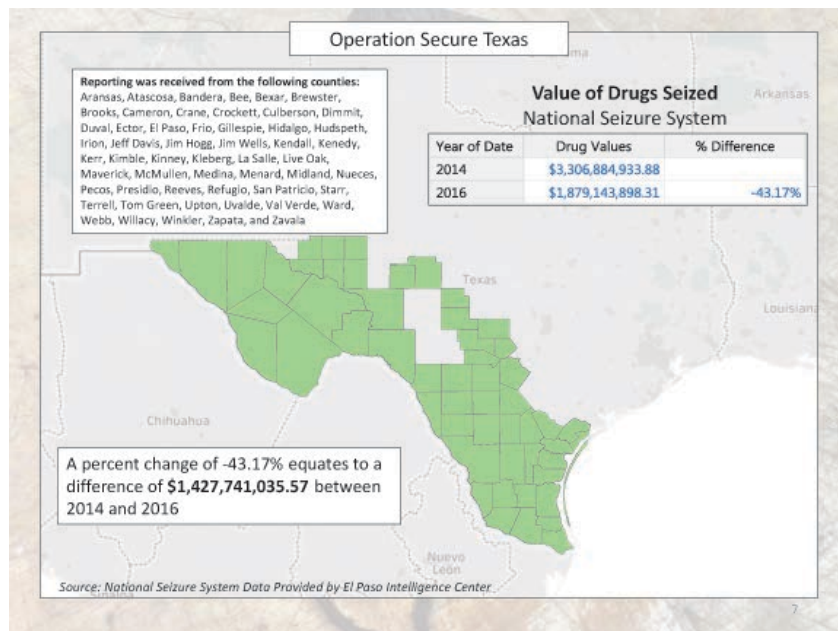 Operation Secure Texas
Reporting was received from the following counties:
Aransas, Atascosa, Bandera, Bee, Bexar, Brewster,
Brooks, Cameron, Crane, Crockett, Culberson, Dimmit,
Duval, Ector, El Paso, Frio, Gillespie, Hidalgo, Hudspeth,
Irion, Jeff Davis, Jim Hogg, Jim Wells, Kendall, Kenedy,
Kerr, Kimble, Kinney, Kleberg, La Salle, Live Oak,
Maverick, McMullen, Medina, Menard, Midland, Nueces,
Pecos, Presidio, Reeves, Refugio, San Patricio, Starr,
Terrell, Tom Green, Upton, Uvalde, Val Verde, Ward,
Webb, Willacy, Winkler, Zapata, and Zavala
Value of Drugs Seized
National Seizure System
Year of Date Drug Values % Difference
2014 $3,306,884,933.88
2016 $1,879,143,898.31 -43.17%
Arkansas
Texas
Louisiana
Chihuahua
A percent change of -43.17% equates to a
difference of $1,427,741,035.57 between
2014 and 2016
Nuevo
León
Source: National Seizure System Data Provided by El Paso Intelligence Center
7